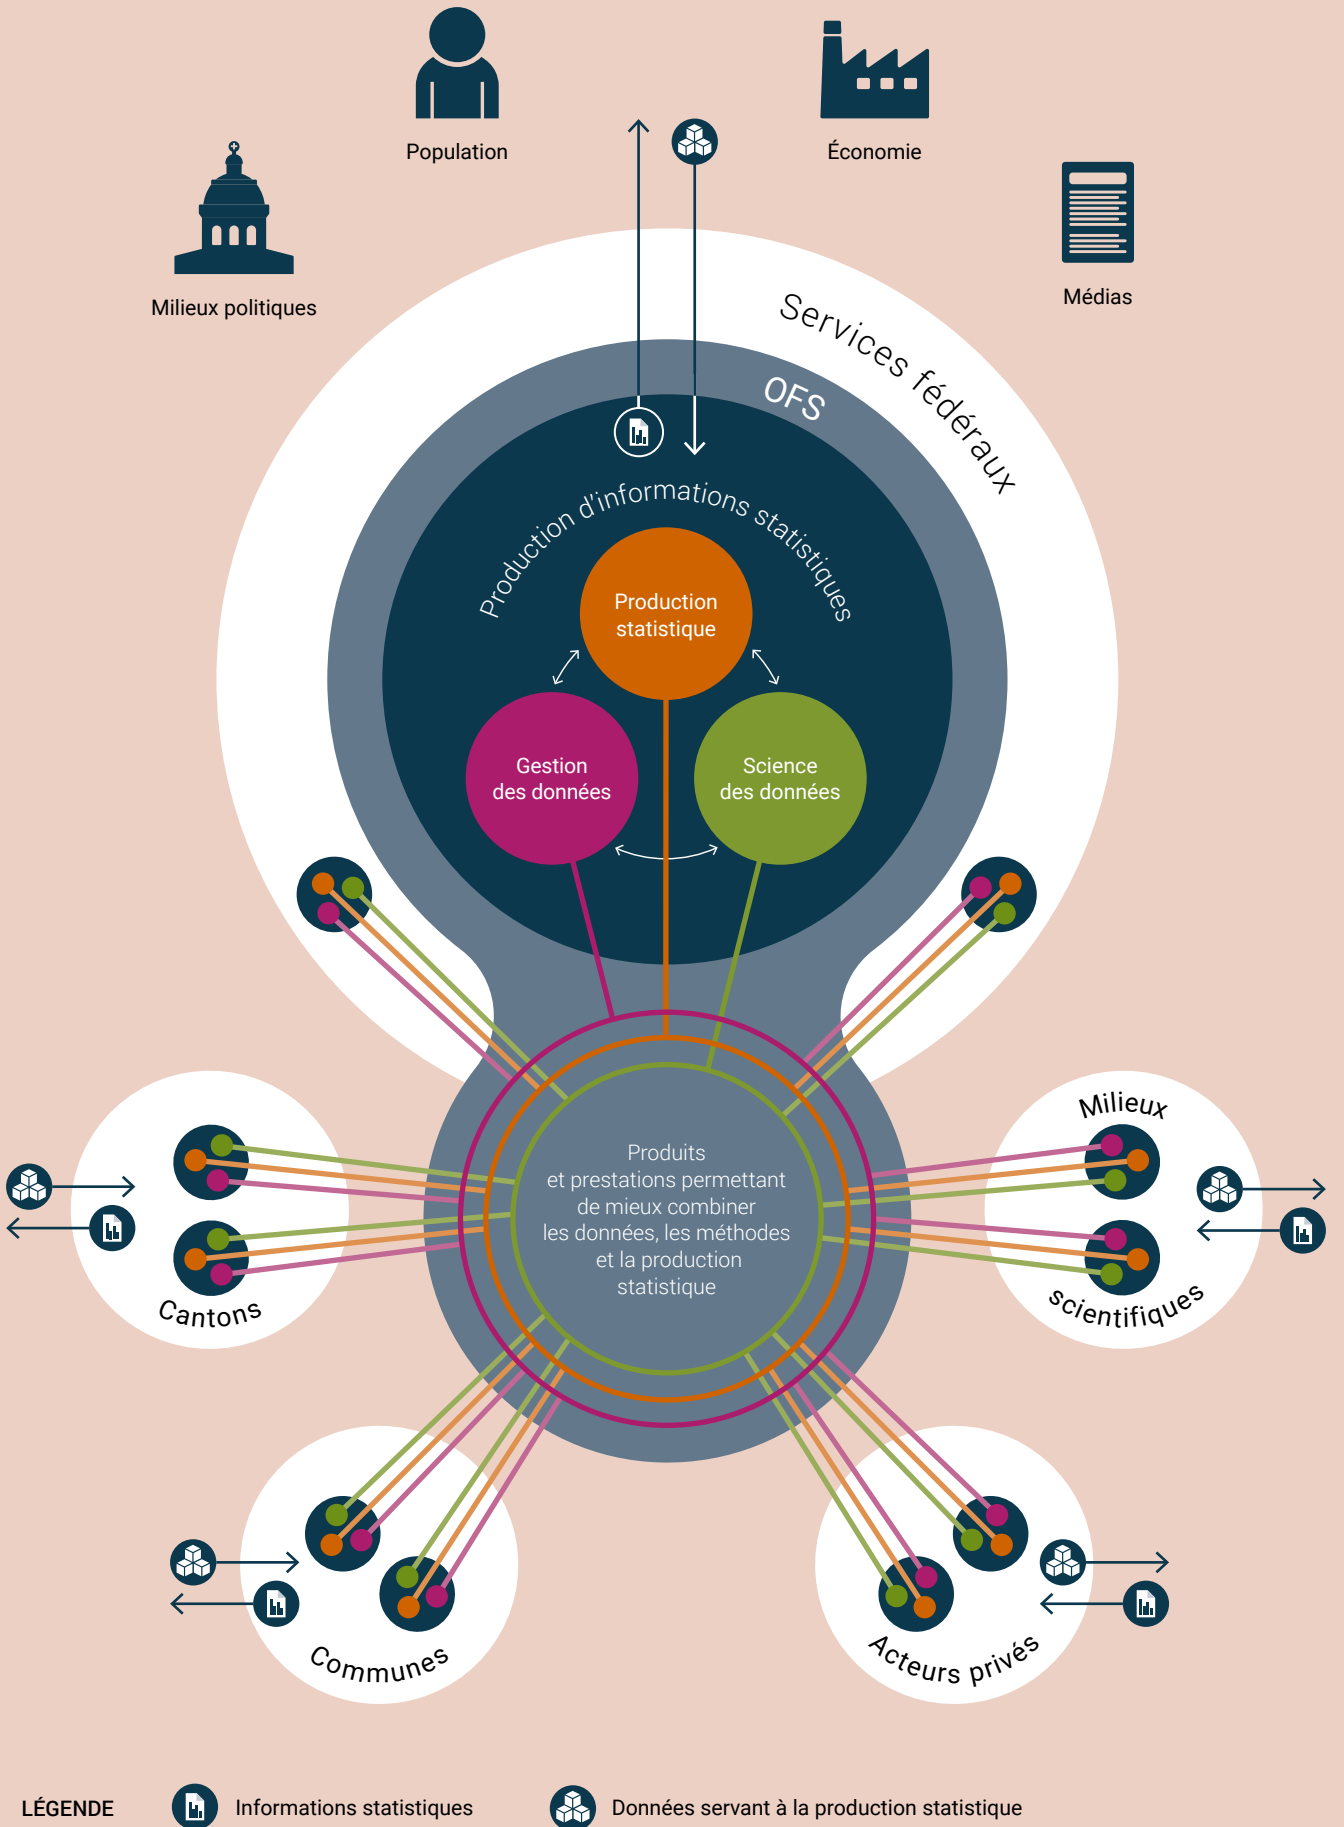 Population
Économie
Milieux politiques
Médias
Services fédéraux
OFS
Production d'informations statistiques
Production
statistique
Gestion
des données
Science
des données
Produits
et prestations permettant
de mieux combiner
les données, les méthodes
et la production
statistique
Cantons
Milieux
scientifiques
Communes
Acteurs privés
LÉGENDE
Informations statistiques
Données servant à la production statistique